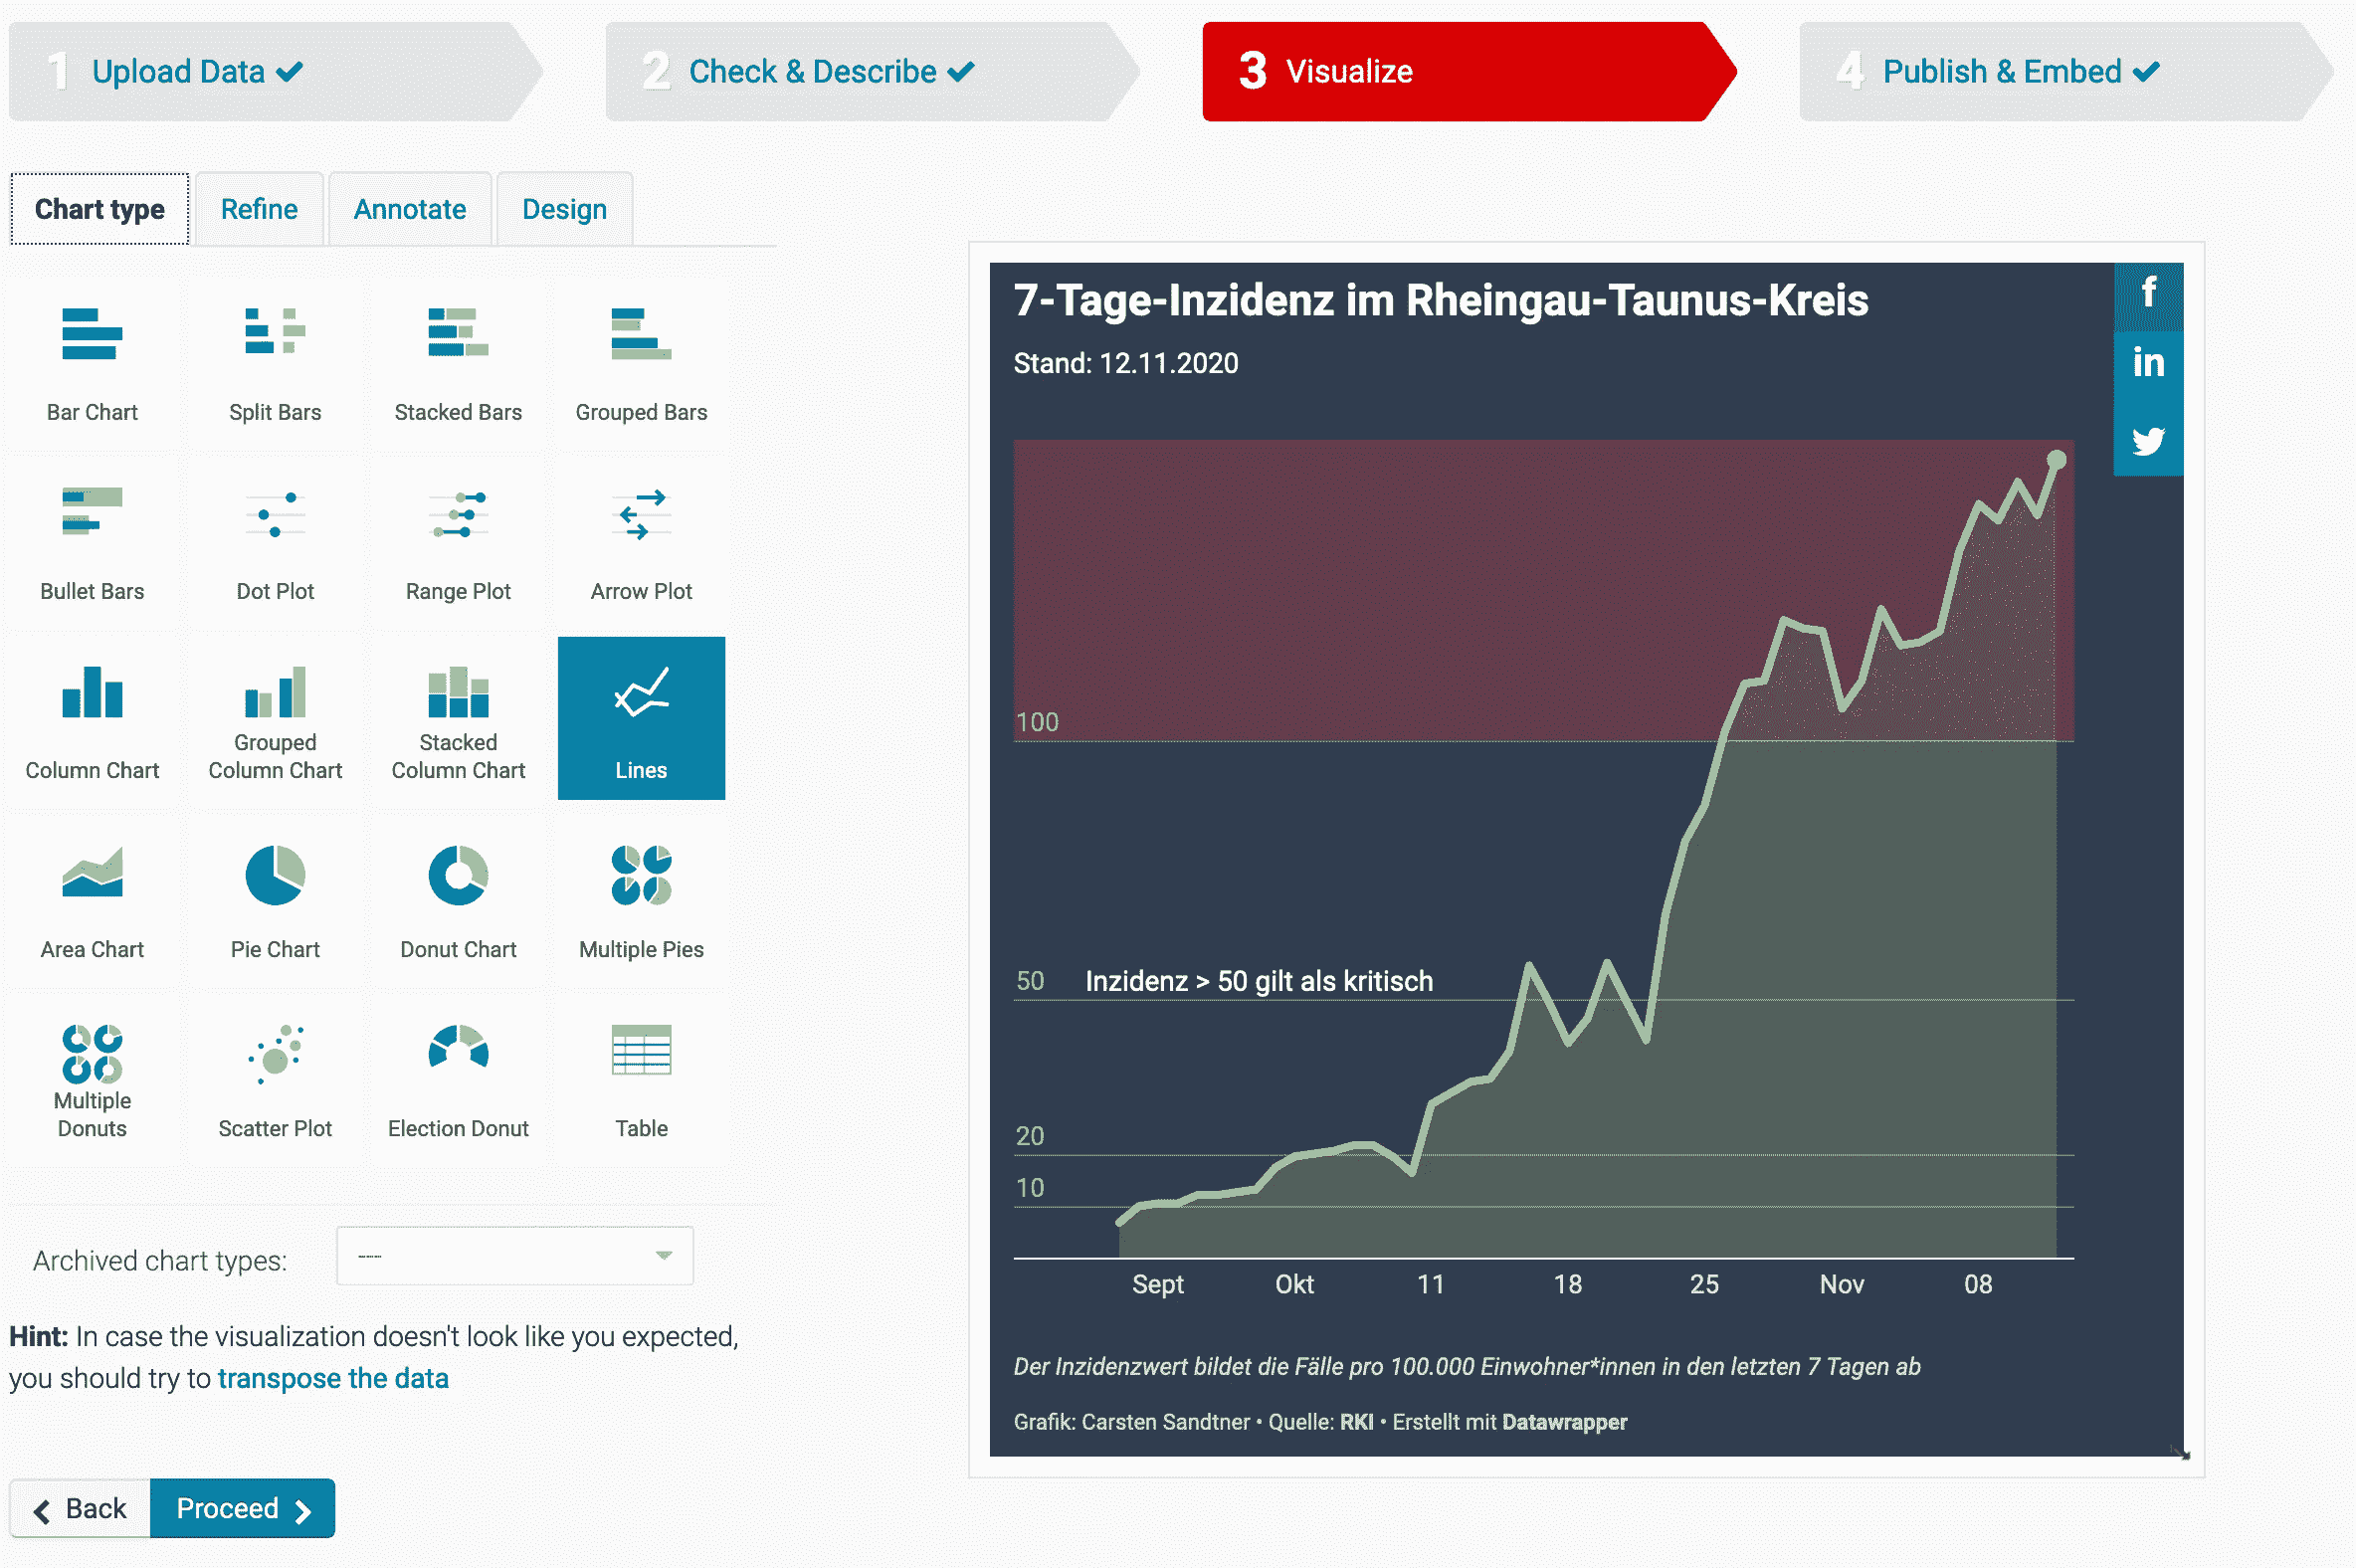 1 Upload Data
2 Check & Describe
3 Visualize
4 Publish & Embed
Chart type
Refine
Annotate
Design
Bar Chart
Split Bars
Stacked Bars
Grouped Bars
Bullet Bars
Dot Plot
Range Plot
Arrow Plot
Column Chart
Grouped
Column Chart
Stacked
Column Chart
Lines
Area Chart
Pie Chart
Donut Chart
Multiple Pies
Multiple
Donuts
Scatter Plot
Election Donut
Table
Archived chart types:
---
Hint: In case the visualization doesn't look like you expected,
you should try to transpose the data
Back
Proceed
7-Tage-Inzidenz im Rheingau-Taunus-Kreis
Stand: 12.11.2020
f
in
100
50
Inzidenz > 50 gilt als kritisch
20
10
Sept
Okt
11
18
25
Nov
08
Der Inzidenzwert bildet die Fälle pro 100.000 Einwohner*innen in den letzten 7 Tagen ab
Grafik: Carsten Sandtner • Quelle: RKI • Erstellt mit Datawrapper